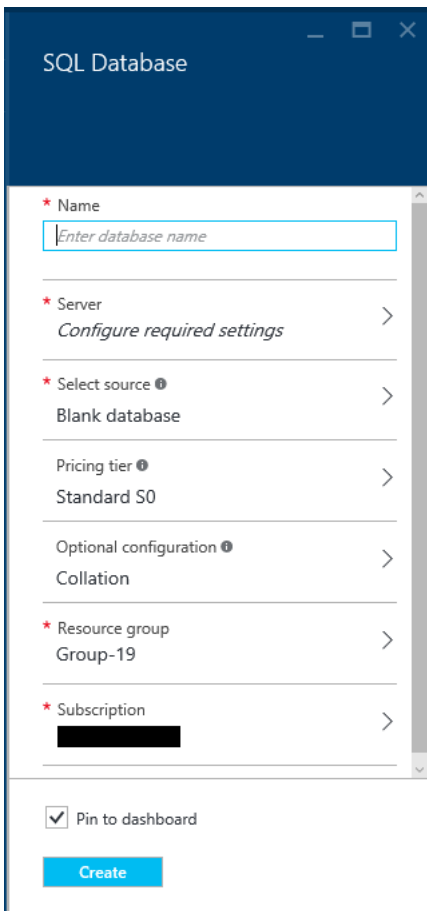 SQL Database
* Name
Enter database name
* Server
Configure required settings
* Select source
Blank database
Pricing tier
Standard S0
Optional configuration
Collation
* Resource group
Group-19
* Subscription
Pin to dashboard
Create